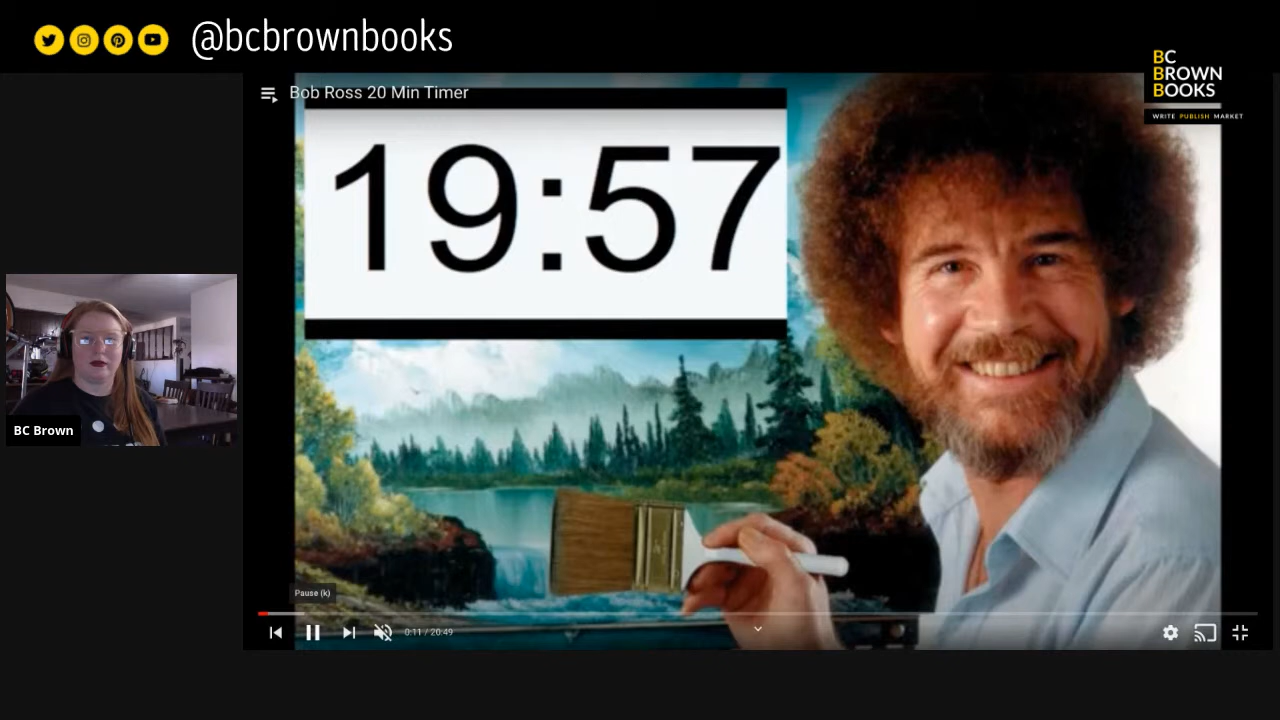 @bcbrownbooks
BC
BROWN
BOOKS
WRITE PUBLISH MARKET
Bob Ross 20 Min Timer
19:57
BC Brown
Pause (k)
0:11 / 20:49